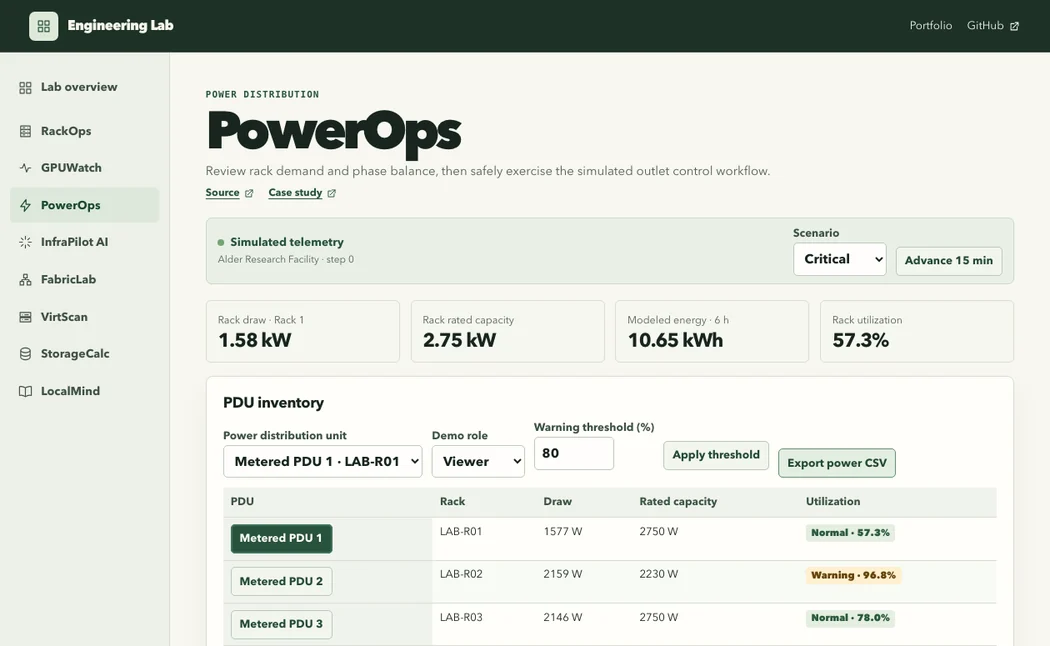 Engineering Lab
Portfolio
GitHub
Lab overview
RackOps
GPUWatch
PowerOps
InfraPilot AI
FabricLab
VirtScan
StorageCalc
LocalMind
POWER DISTRIBUTION
PowerOps
Review rack demand and phase balance, then safely exercise the simulated outlet control workflow.
Source
Case study
Simulated telemetry
Alder Research Facility · step 0
Scenario
Critical
Advance 15 min
Rack draw · Rack 1
1.58 kW
Rack rated capacity
2.75 kW
Modeled energy · 6 h
10.65 kWh
Rack utilization
57.3%
PDU inventory
Power distribution unit
Metered PDU 1 · LAB-R01
Demo role
Viewer
Warning threshold (%)
80
Apply threshold
Export power CSV
PDU Rack Draw Rated capacity Utilization
Metered PDU 1 LAB-R01 1577 W 2750 W Normal · 57.3%
Metered PDU 2 LAB-R02 2159 W 2230 W Warning · 96.8%
Metered PDU 3 LAB-R03 2146 W 2750 W Normal · 78.0%